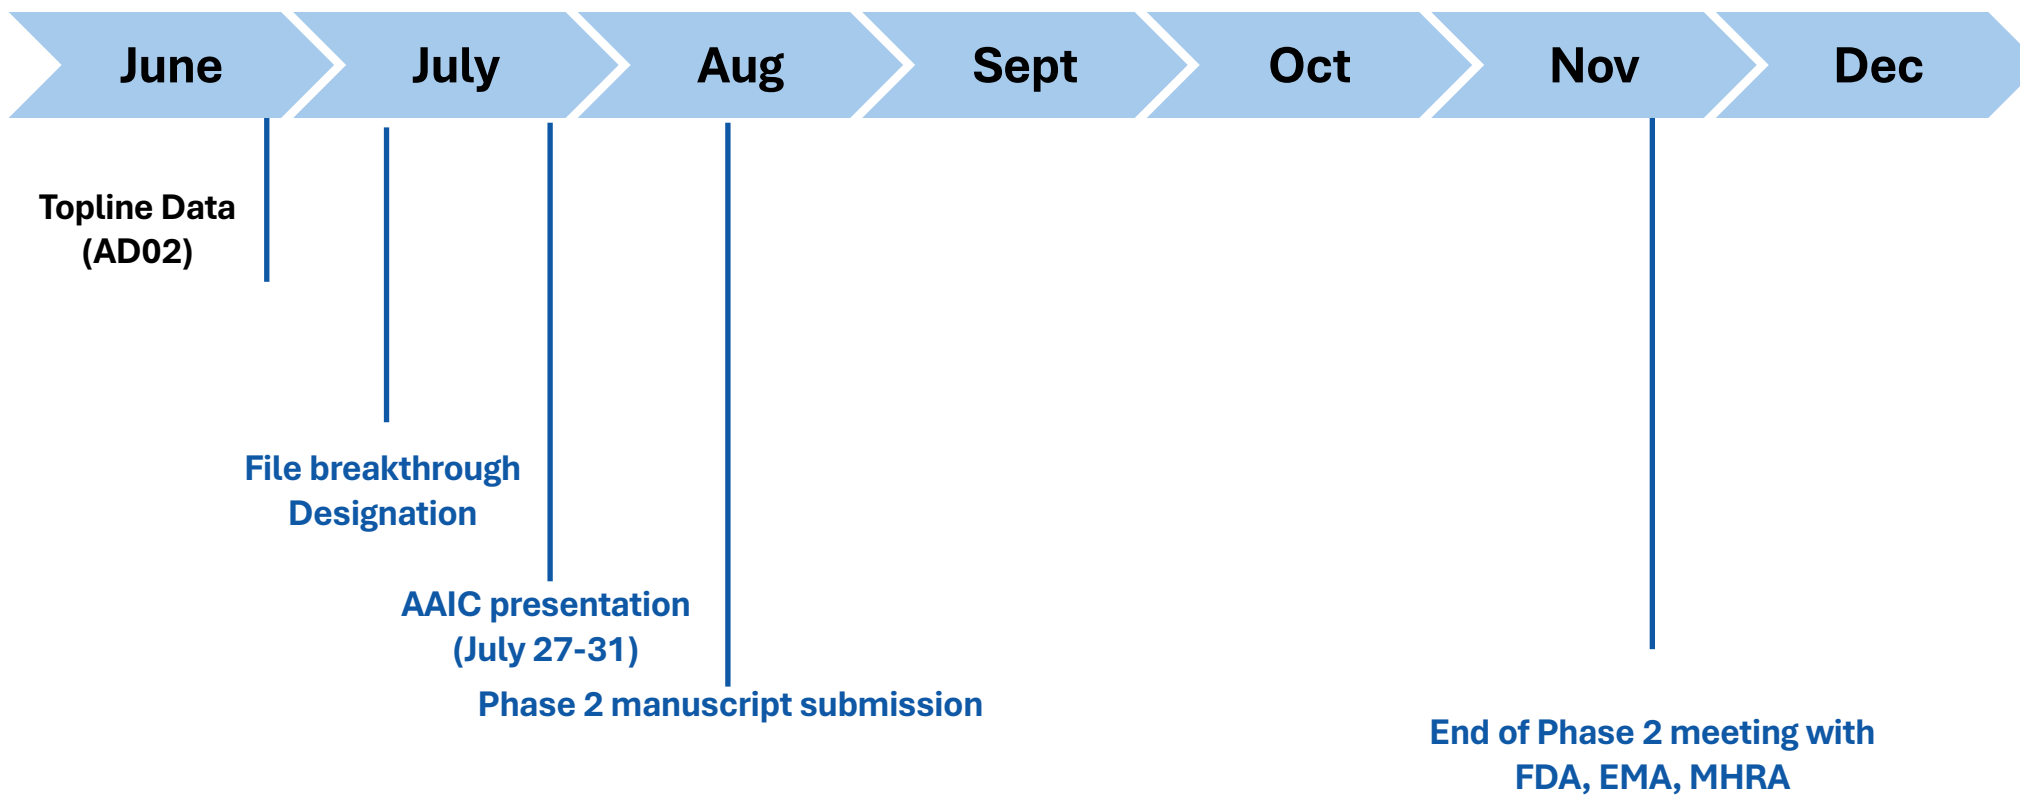 June
July
Aug
Sept
Oct
Nov
Dec
Topline Data
(AD02)
File breakthrough
Designation
AAIC presentation
(July 27-31)
Phase 2 manuscript submission
End of Phase 2 meeting with
FDA, EMA, MHRA